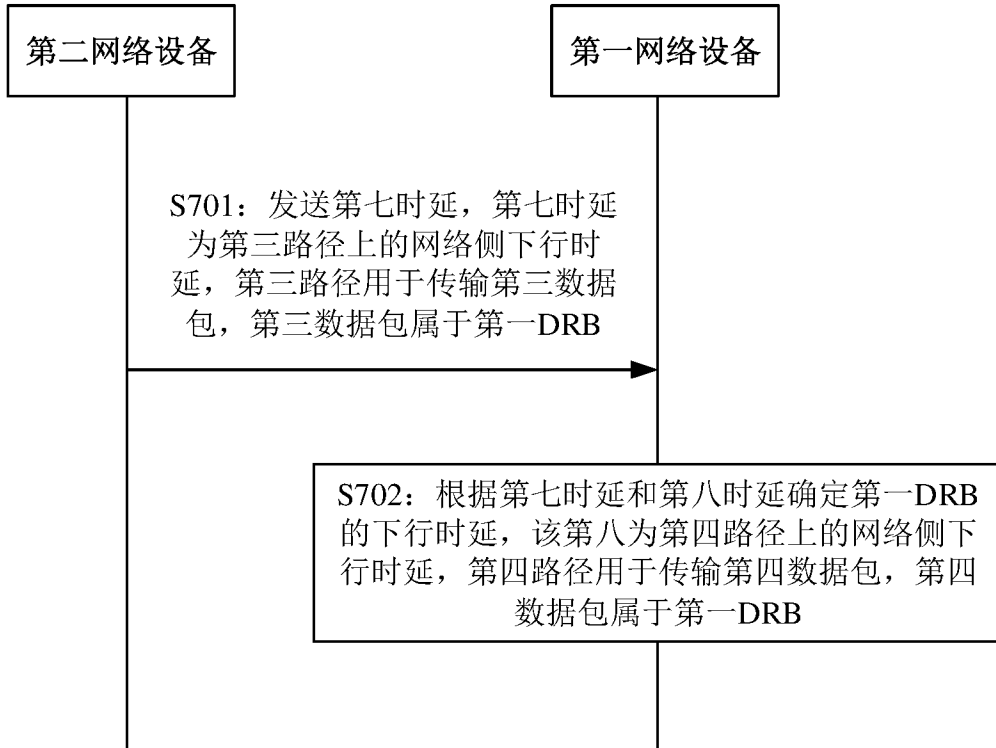 第二网络设备
第一网络设备
S701：发送第七时延，第七时延
为第三路径上的网络侧下行时
延，第三路径用于传输第三数据
包，第三数据包属于第一DRB
S702：根据第七时延和第八时延确定第一DRB
的下行时延，该第八为第四路径上的网络侧下
行时延，第四路径用于传输第四数据包，第四
数据包属于第一DRB